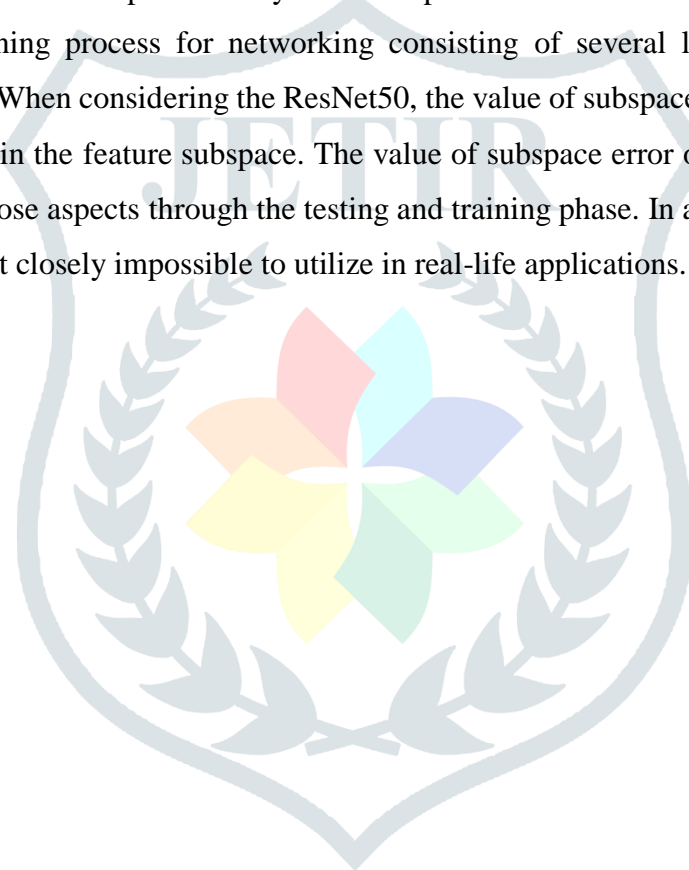 ning process for networking consisting of several l
When considering the ResNet50, the value of subspace
in the feature subspace. The value of subspace error
ose aspects through the testing and training phase. In a
t closely impossible to utilize in real-life applications.
JETIR